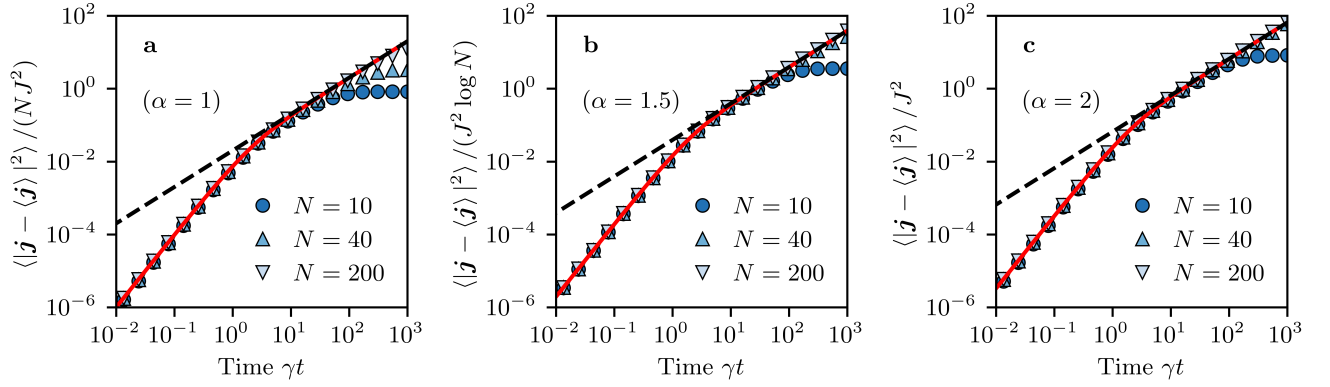 a
(α = 1)
⟨|j − ⟨j⟩|²⟩/(NJ²)
10²
10⁰
10⁻²
10⁻⁴
10⁻⁶
N = 10
N = 40
N = 200
10⁻² 10⁻¹ 10⁰ 10¹ 10² 10³
Time γt
b
(α = 1.5)
⟨|j − ⟨j⟩|²⟩/(J² log N)
10²
10⁰
10⁻²
10⁻⁴
10⁻⁶
N = 10
N = 40
N = 200
10⁻² 10⁻¹ 10⁰ 10¹ 10² 10³
Time γt
c
(α = 2)
⟨|j − ⟨j⟩|²⟩/J²
10²
10⁰
10⁻²
10⁻⁴
10⁻⁶
N = 10
N = 40
N = 200
10⁻² 10⁻¹ 10⁰ 10¹ 10² 10³
Time γt